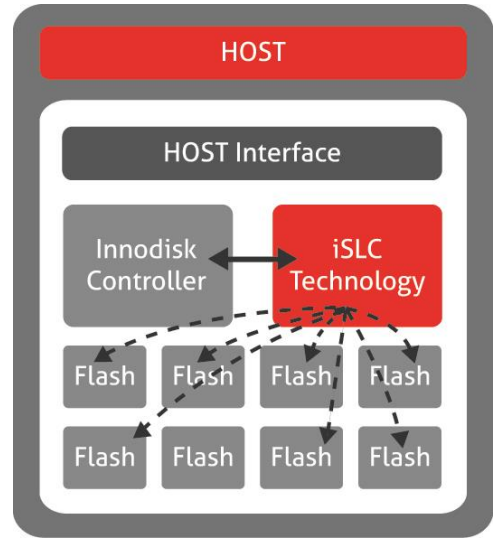 HOST
HOST Interface
Innodisk
Controller
iSLC
Technology
Flash Flash Flash Flash
Flash Flash Flash Flash